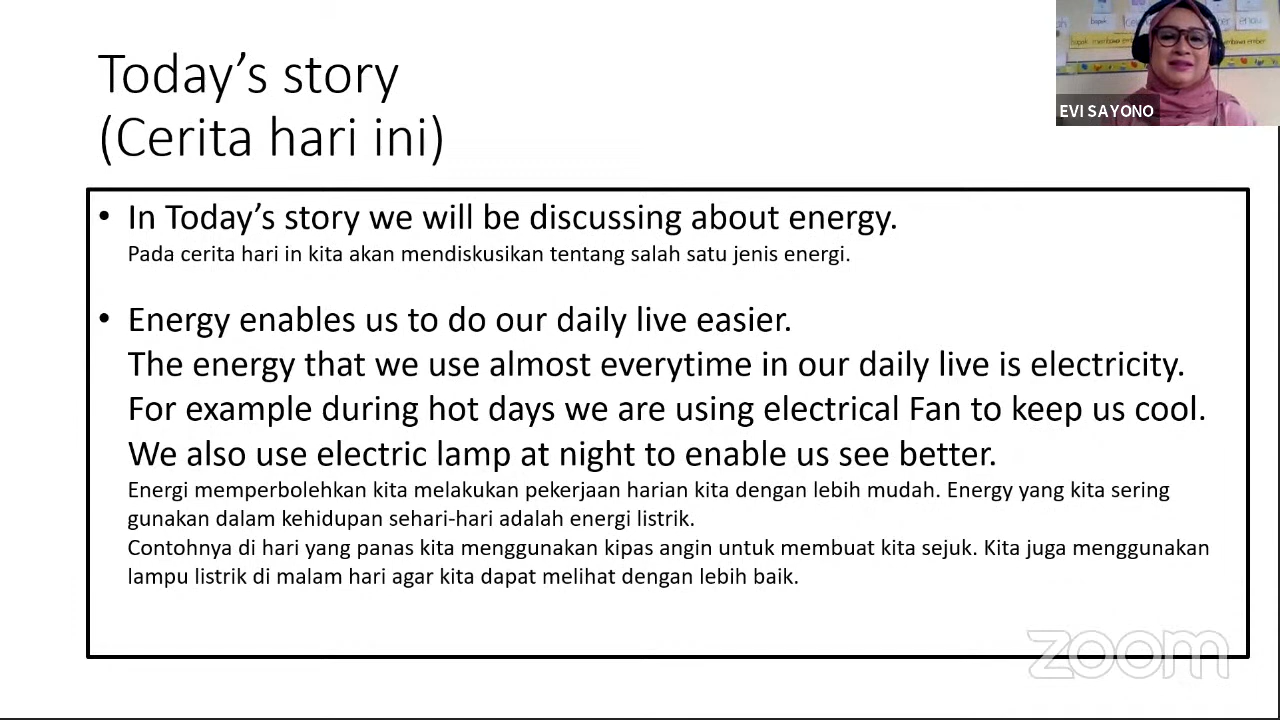 Today's story
(Cerita hari ini)
EVI SAYONO
bapak
bapak membawa ember
• In Today's story we will be discussing about energy.
Pada cerita hari in kita akan mendiskusikan tentang salah satu jenis energi.
• Energy enables us to do our daily live easier.
The energy that we use almost everytime in our daily live is electricity.
For example during hot days we are using electrical Fan to keep us cool.
We also use electric lamp at night to enable us see better.
Energi memperbolehkan kita melakukan pekerjaan harian kita dengan lebih mudah. Energy yang kita sering
gunakan dalam kehidupan sehari-hari adalah energi listrik.
Contohnya di hari yang panas kita menggunakan kipas angin untuk membuat kita sejuk. Kita juga menggunakan
lampu listrik di malam hari agar kita dapat melihat dengan lebih baik.
zoom